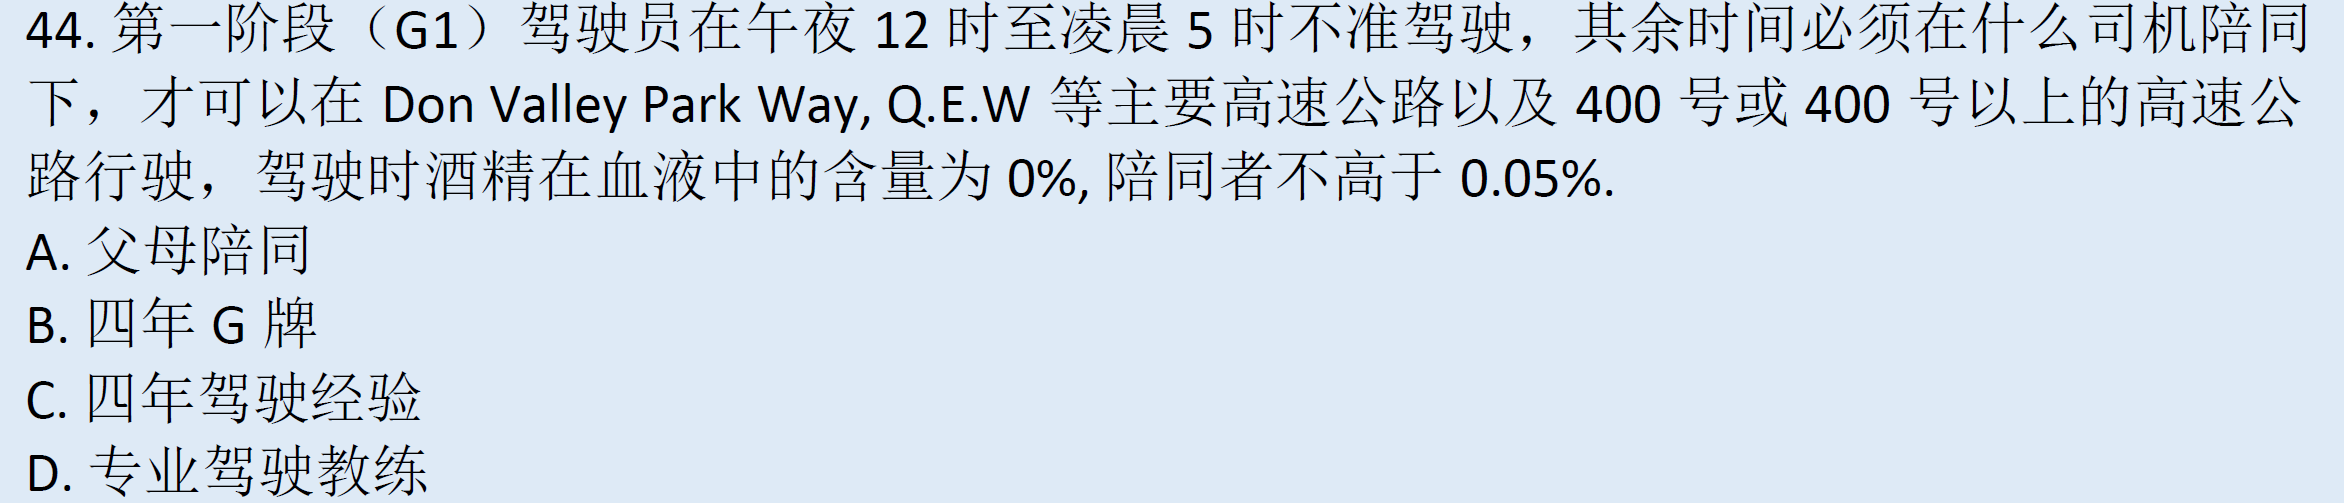 44. 第一阶段（G1）驾驶员在午夜 12 时至凌晨 5 时不准驾驶，其余时间必须在什么司机陪同
下，才可以在 Don Valley Park Way, Q.E.W 等主要高速公路以及 400 号或 400 号以上的高速公
路行驶，驾驶时酒精在血液中的含量为 0%, 陪同者不高于 0.05%.
A. 父母陪同
B. 四年 G 牌
C. 四年驾驶经验
D. 专业驾驶教练